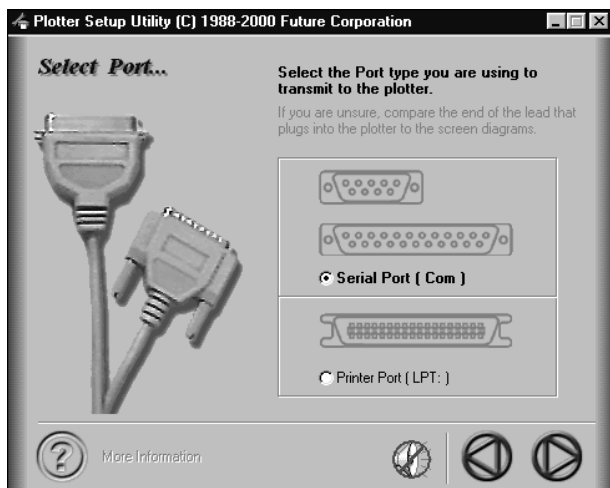 Plotter Setup Utility (C) 1988-2000 Future Corporation
Select Port...
Select the Port type you are using to
transmit to the plotter.
If you are unsure, compare the end of the lead that
plugs into the plotter to the screen diagrams.
Serial Port ( Com )
Printer Port ( LPT: )
More Information